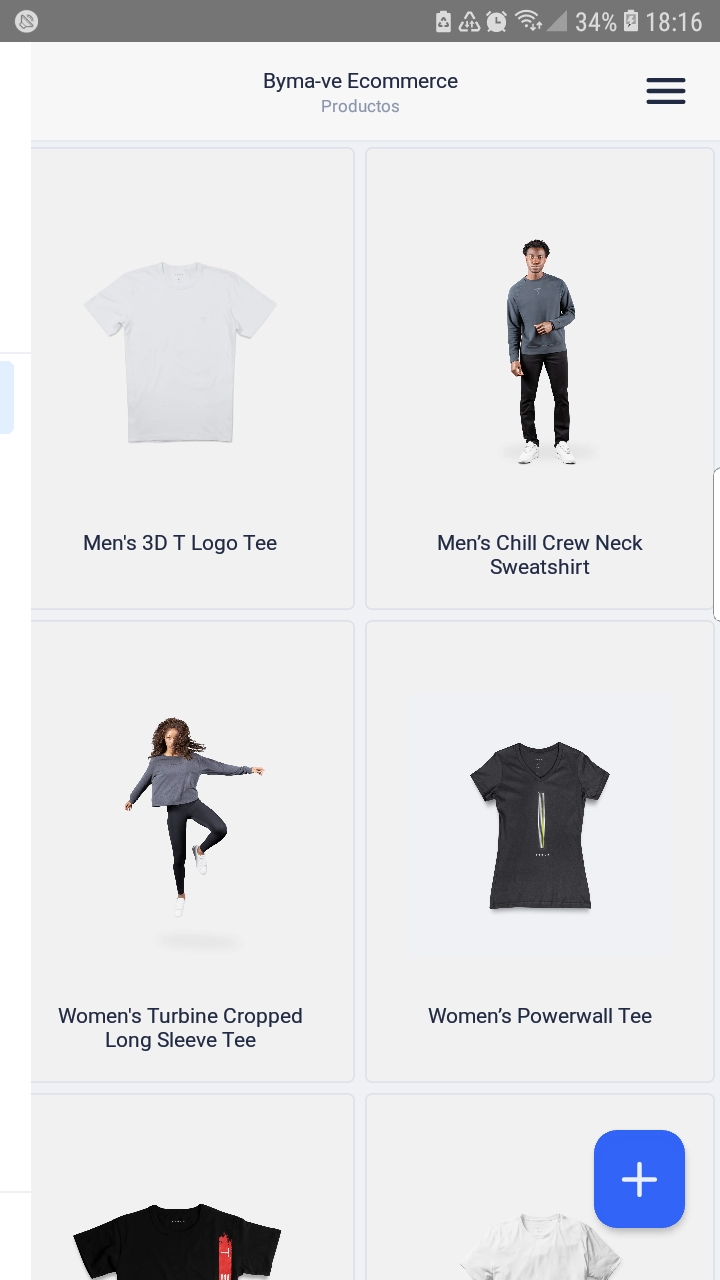 34% 18:16
Byma-ve Ecommerce
Productos
Men's 3D T Logo Tee
Men’s Chill Crew Neck
Sweatshirt
Women's Turbine Cropped
Long Sleeve Tee
Women’s Powerwall Tee